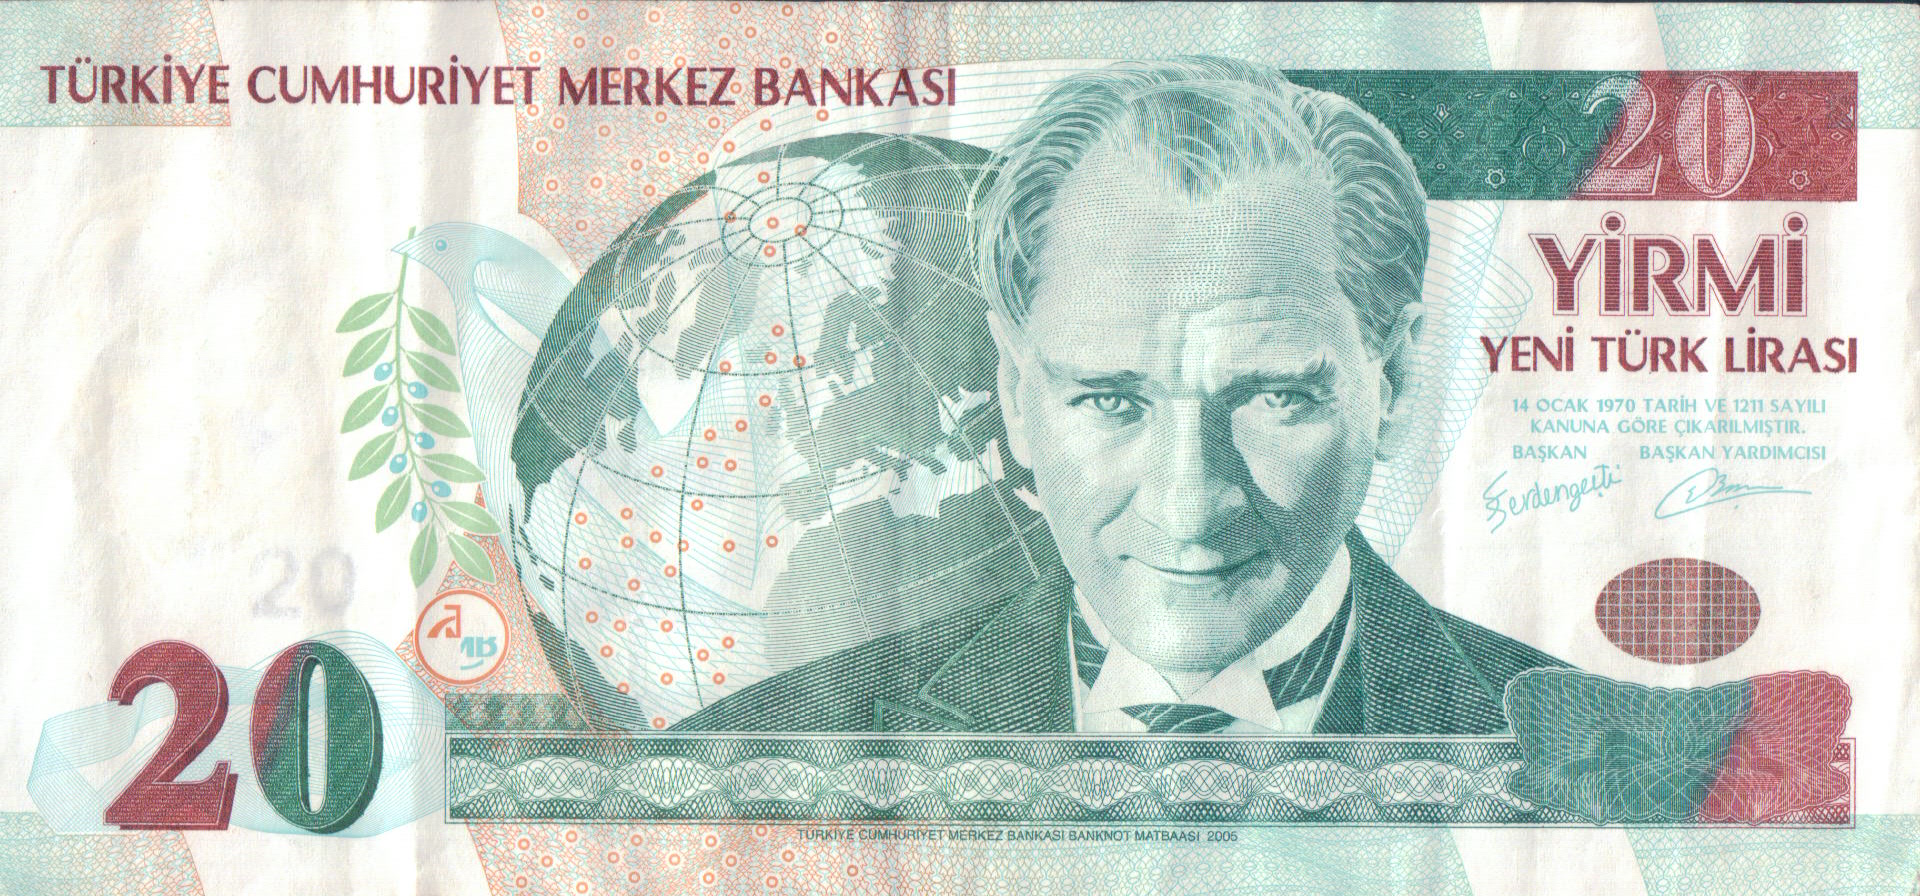 TÜRKİYE CUMHURİYET MERKEZ BANKASI
20
YİRMİ
YENİ TÜRK LİRASI
14 OCAK 1970 TARİH VE 1211 SAYILI
KANUNA GÖRE ÇIKARILMIŞTIR.
BAŞKAN BAŞKAN YARDIMCISI
20
20
TÜRKİYE CUMHURİYET MERKEZ BANKASI BANKNOT MATBAASI 2005